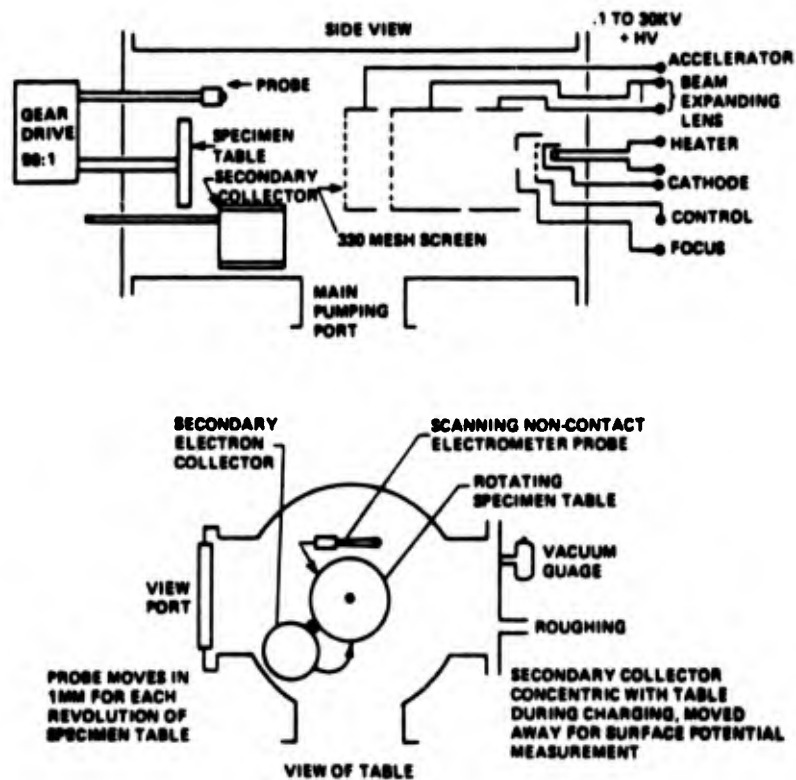 SIDE VIEW
.1 TO 30KV
+ HV
ACCELERATOR
PROBE
BEAM
EXPANDING
LENS
GEAR
DRIVE
98:1
SPECIMEN
TABLE
HEATER
SECONDARY
COLLECTOR
CATHODE
CONTROL
330 MESH SCREEN
FOCUS
MAIN
PUMPING
PORT
SECONDARY
ELECTRON
COLLECTOR
SCANNING NON-CONTACT
ELECTROMETER PROBE
ROTATING
SPECIMEN TABLE
VIEW
PORT
VACUUM
GUAGE
ROUGHING
PROBE MOVES IN
1MM FOR EACH
REVOLUTION OF
SPECIMEN TABLE
SECONDARY COLLECTOR
CONCENTRIC WITH TABLE
DURING CHARGING, MOVED
AWAY FOR SURFACE POTENTIAL
MEASUREMENT
VIEW OF TABLE